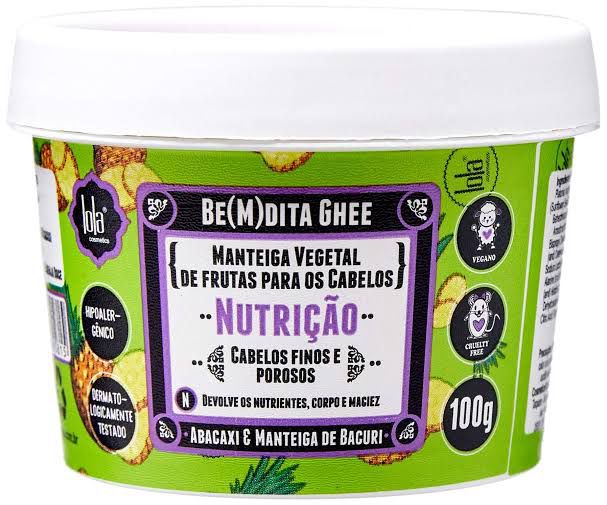 lola
cosmetics
BE(M)DITA GHEE
MANTEIGA VEGETAL
DE FRUTAS PARA OS CABELOS
NUTRIÇÃO
CABELOS FINOS E
POROSOS
N DEVOLVE OS NUTRIENTES, CORPO E MACIEZ
ABACAXI & MANTEIGA DE BACURI
HIPOALER-
GÊNICO
DERMATO-
LOGICAMENTE
TESTADO
lola
VEGANO
CRUELTY
FREE
100g